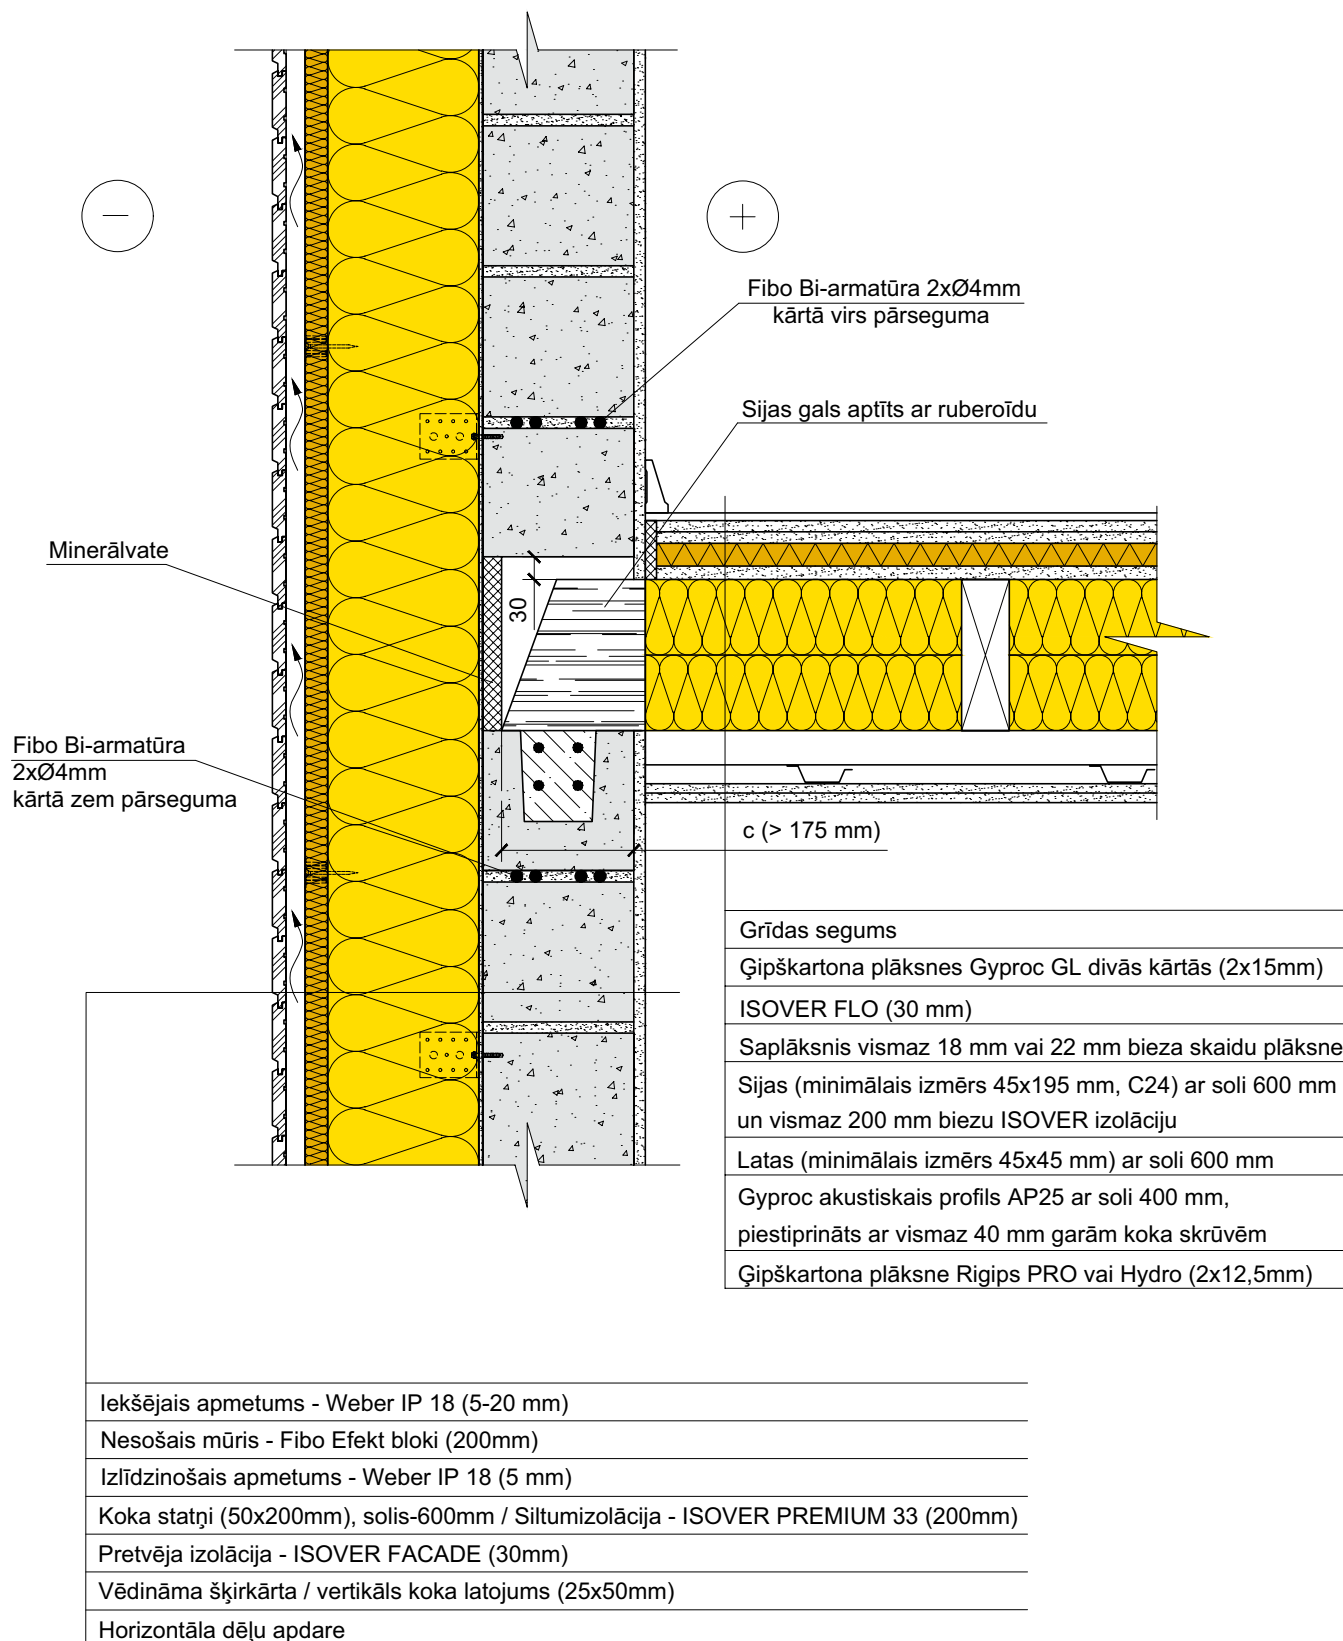 Fibo Bi-armatūra 2xØ4mm
kārtā virs pārseguma
Sijas gals aptīts ar ruberoīdu
Minerālvate
30
Fibo Bi-armatūra
2xØ4mm
kārtā zem pārseguma
c (> 175 mm)
Grīdas segums
Ģipškartona plāksnes Gyproc GL divās kārtās (2x15mm)
ISOVER FLO (30 mm)
Saplāksnis vismaz 18 mm vai 22 mm bieza skaidu plāksne
Sijas (minimālais izmērs 45x195 mm, C24) ar soli 600 mm
un vismaz 200 mm biezu ISOVER izolāciju
Latas (minimālais izmērs 45x45 mm) ar soli 600 mm
Gyproc akustiskais profils AP25 ar soli 400 mm,
piestiprināts ar vismaz 40 mm garām koka skrūvēm
Ģipškartona plāksne Rigips PRO vai Hydro (2x12,5mm)
Iekšējais apmetums - Weber IP 18 (5-20 mm)
Nesošais mūris - Fibo Efekt bloki (200mm)
Izlīdzinošais apmetums - Weber IP 18 (5 mm)
Koka statņi (50x200mm), solis-600mm / Siltumizolācija - ISOVER PREMIUM 33 (200mm)
Pretvēja izolācija - ISOVER FACADE (30mm)
Vēdināma šķirkārta / vertikāls koka latojums (25x50mm)
Horizontāla dēļu apdare